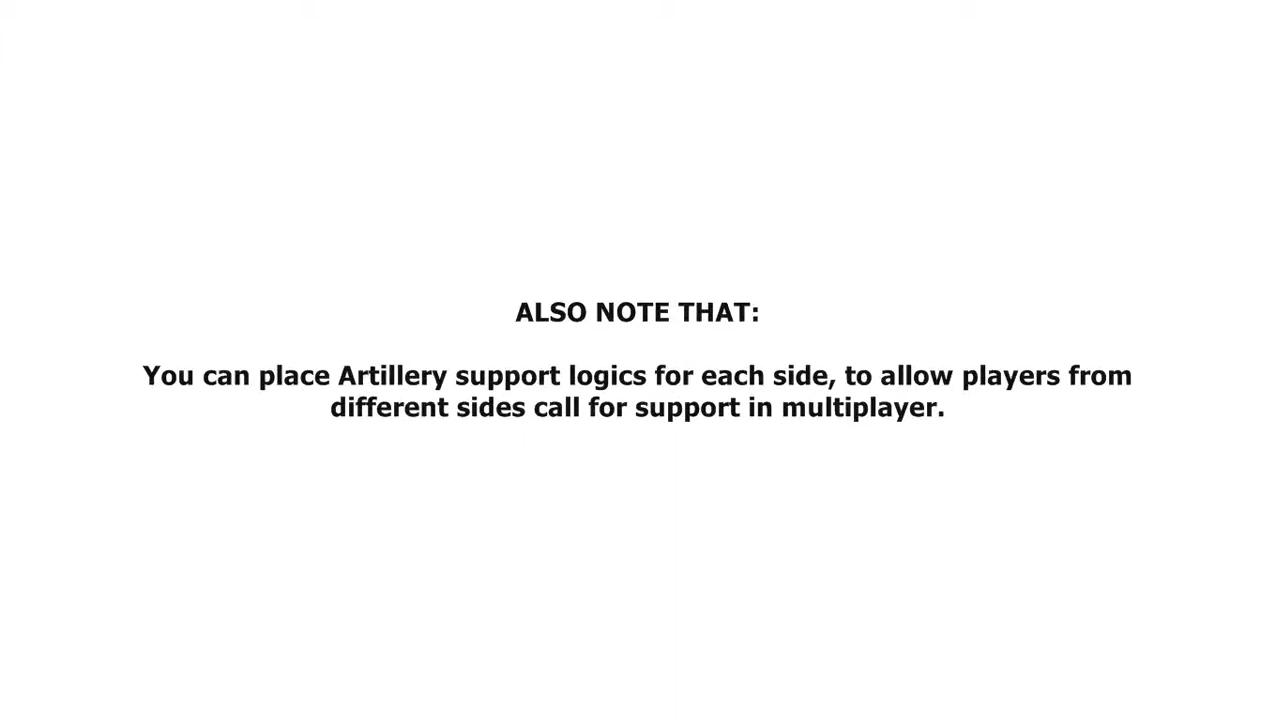 ALSO NOTE THAT:
You can place Artillery support logics for each side, to allow players from
different sides call for support in multiplayer.